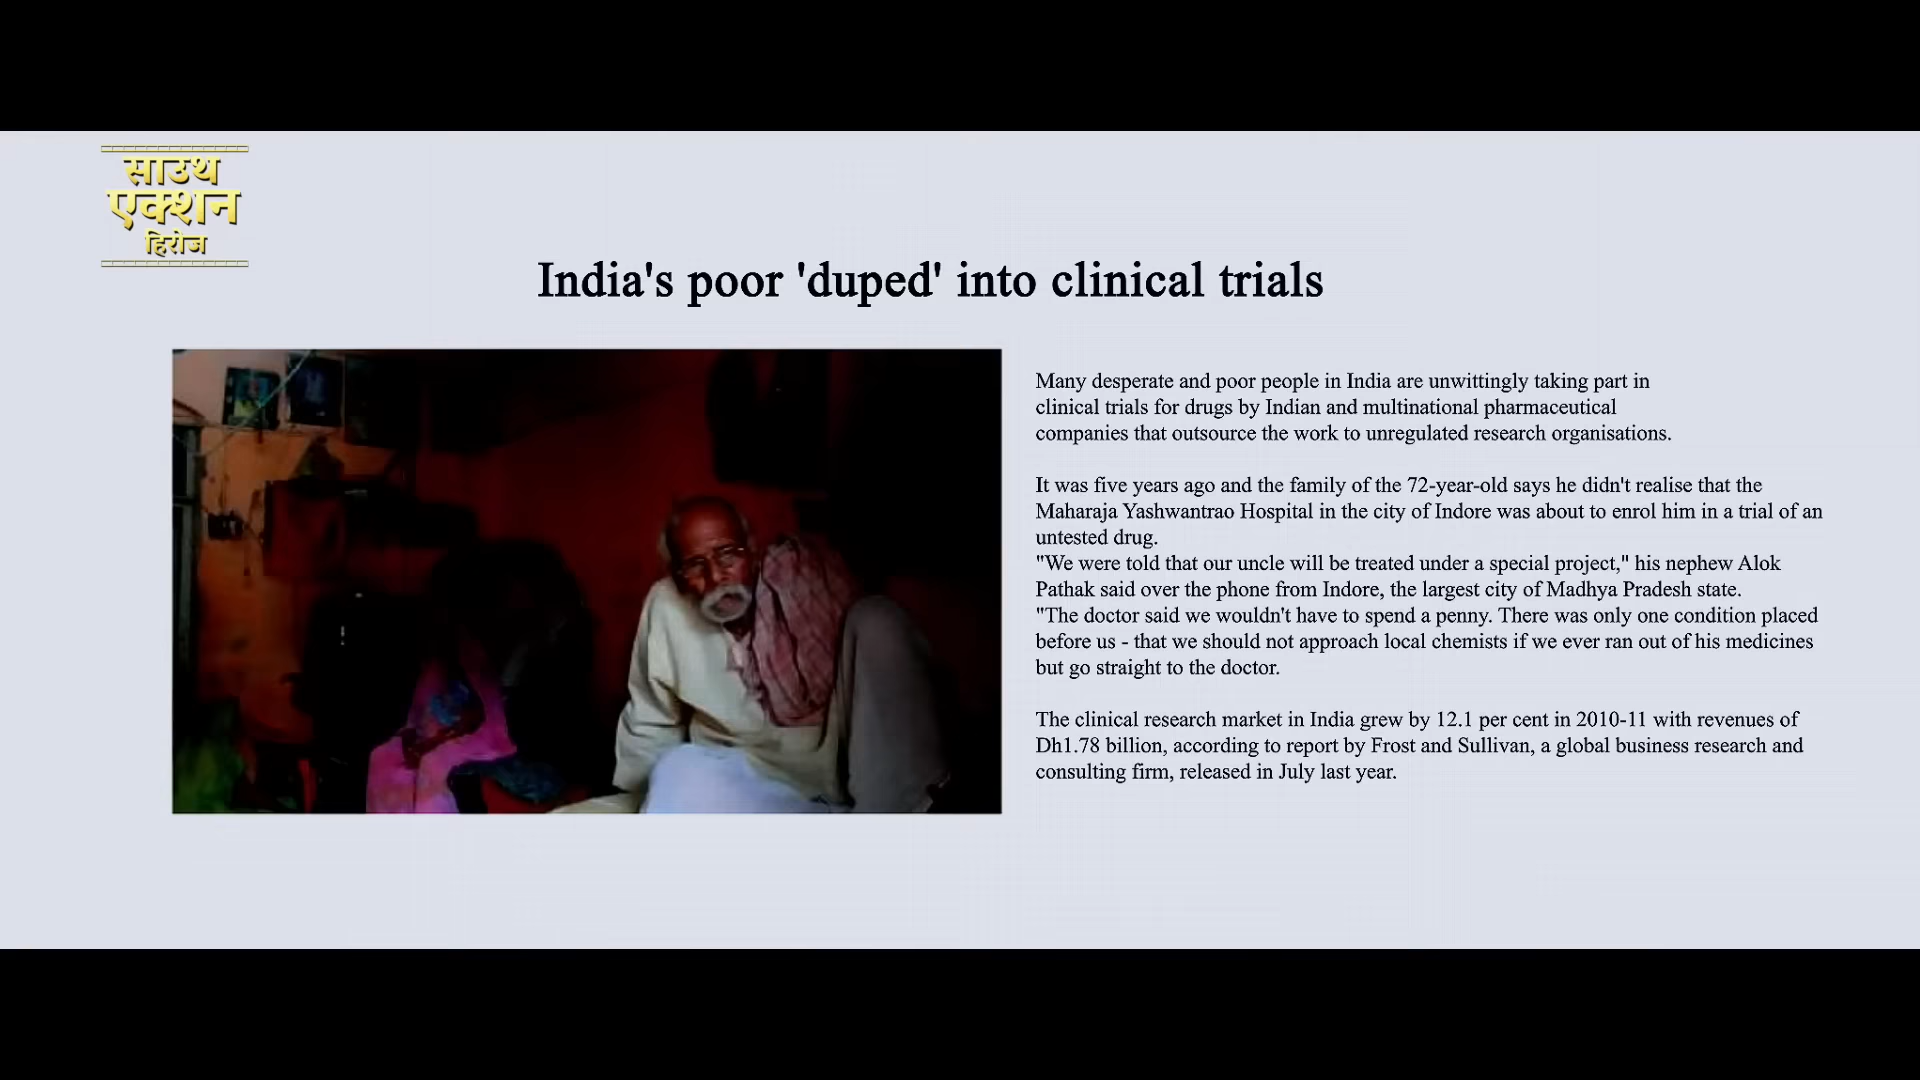 साउथ
एक्शन
हिरोज
India's poor 'duped' into clinical trials
Many desperate and poor people in India are unwittingly taking part in
clinical trials for drugs by Indian and multinational pharmaceutical
companies that outsource the work to unregulated research organisations.
It was five years ago and the family of the 72-year-old says he didn't realise that the
Maharaja Yashwantrao Hospital in the city of Indore was about to enrol him in a trial of an
untested drug.
"We were told that our uncle will be treated under a special project," his nephew Alok
Pathak said over the phone from Indore, the largest city of Madhya Pradesh state.
"The doctor said we wouldn't have to spend a penny. There was only one condition placed
before us - that we should not approach local chemists if we ever ran out of his medicines
but go straight to the doctor.
The clinical research market in India grew by 12.1 per cent in 2010-11 with revenues of
Dh1.78 billion, according to report by Frost and Sullivan, a global business research and
consulting firm, released in July last year.